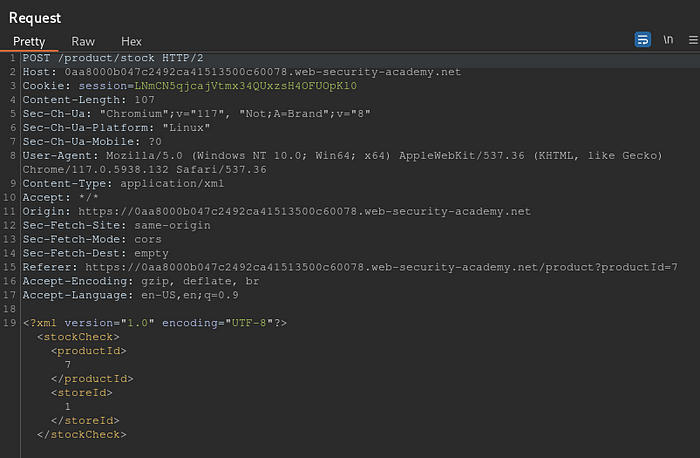 Request
Pretty Raw Hex
\n
1 POST /product/stock HTTP/2
2 Host: 0aa8000b047c2492ca41513500c60078.web-security-academy.net
3 Cookie: session=LNmCN5qjcajVtmx34QUxzsH4OFUOpKl0
4 Content-Length: 107
5 Sec-Ch-Ua: "Chromium";v="117", "Not;A=Brand";v="8"
6 Sec-Ch-Ua-Platform: "Linux"
7 Sec-Ch-Ua-Mobile: ?0
8 User-Agent: Mozilla/5.0 (Windows NT 10.0; Win64; x64) AppleWebKit/537.36 (KHTML, like Gecko)
Chrome/117.0.5938.132 Safari/537.36
9 Content-Type: application/xml
10 Accept: */*
11 Origin: https://0aa8000b047c2492ca41513500c60078.web-security-academy.net
12 Sec-Fetch-Site: same-origin
13 Sec-Fetch-Mode: cors
14 Sec-Fetch-Dest: empty
15 Referer: https://0aa8000b047c2492ca41513500c60078.web-security-academy.net/product?productId=7
16 Accept-Encoding: gzip, deflate, br
17 Accept-Language: en-US,en;q=0.9
18
19 <?xml version="1.0" encoding="UTF-8"?>
<stockCheck>
<productId>
7
</productId>
<storeId>
1
</storeId>
</stockCheck>